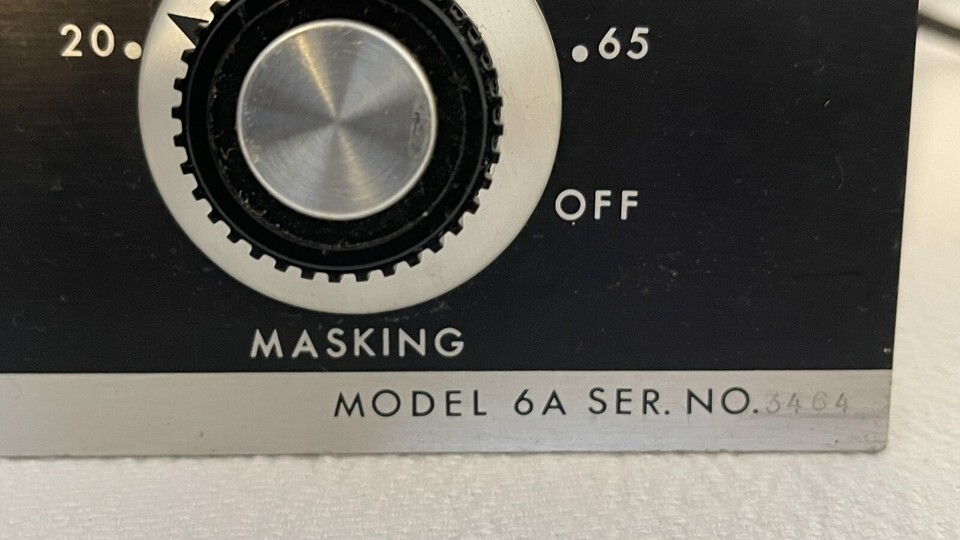 20.
.65
OFF
MASKING
MODEL 6A SER. NO. 3464